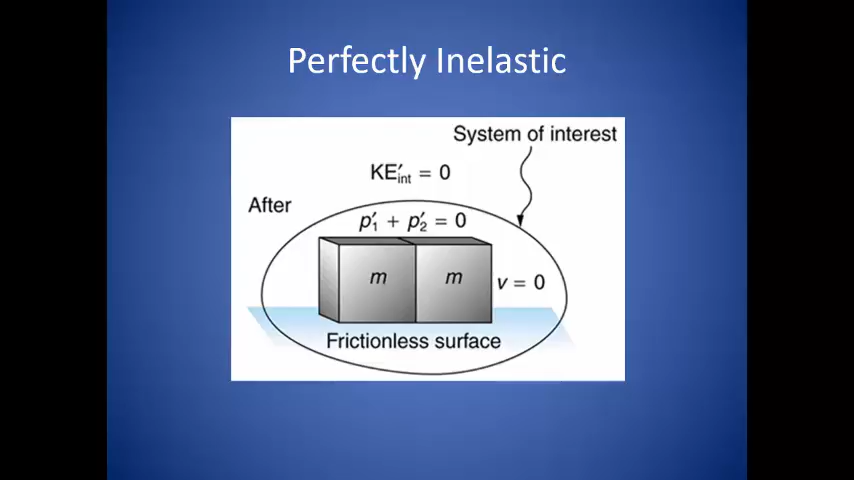 Perfectly Inelastic
System of interest
KE′int = 0
After
p′1 + p′2 = 0
m
m
v = 0
Frictionless surface